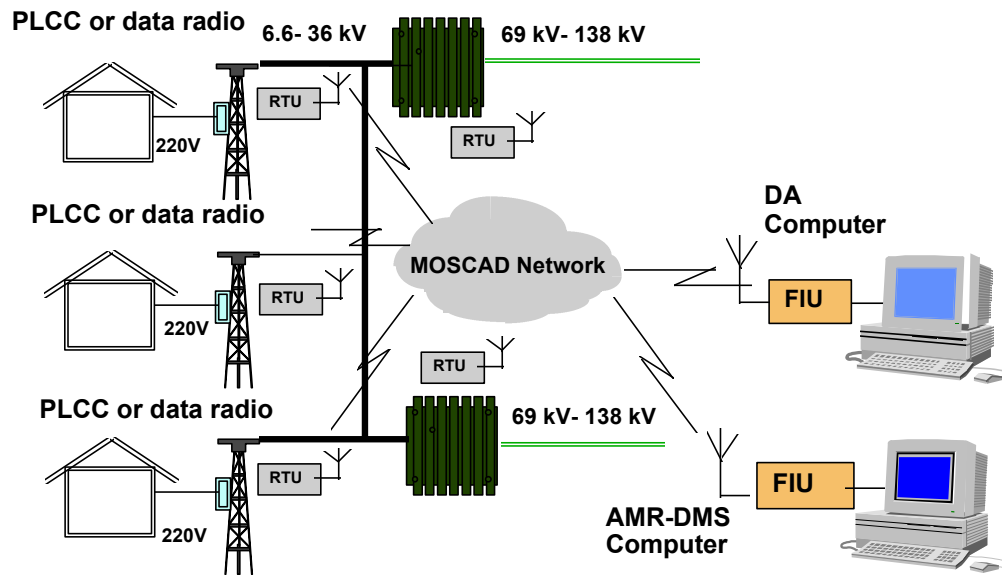 PLCC or data radio
6.6- 36 kV
69 kV- 138 kV
RTU
RTU
220V
PLCC or data radio
DA
Computer
MOSCAD Network
RTU
FIU
220V
RTU
PLCC or data radio
69 kV- 138 kV
RTU
FIU
220V
AMR-DMS
Computer